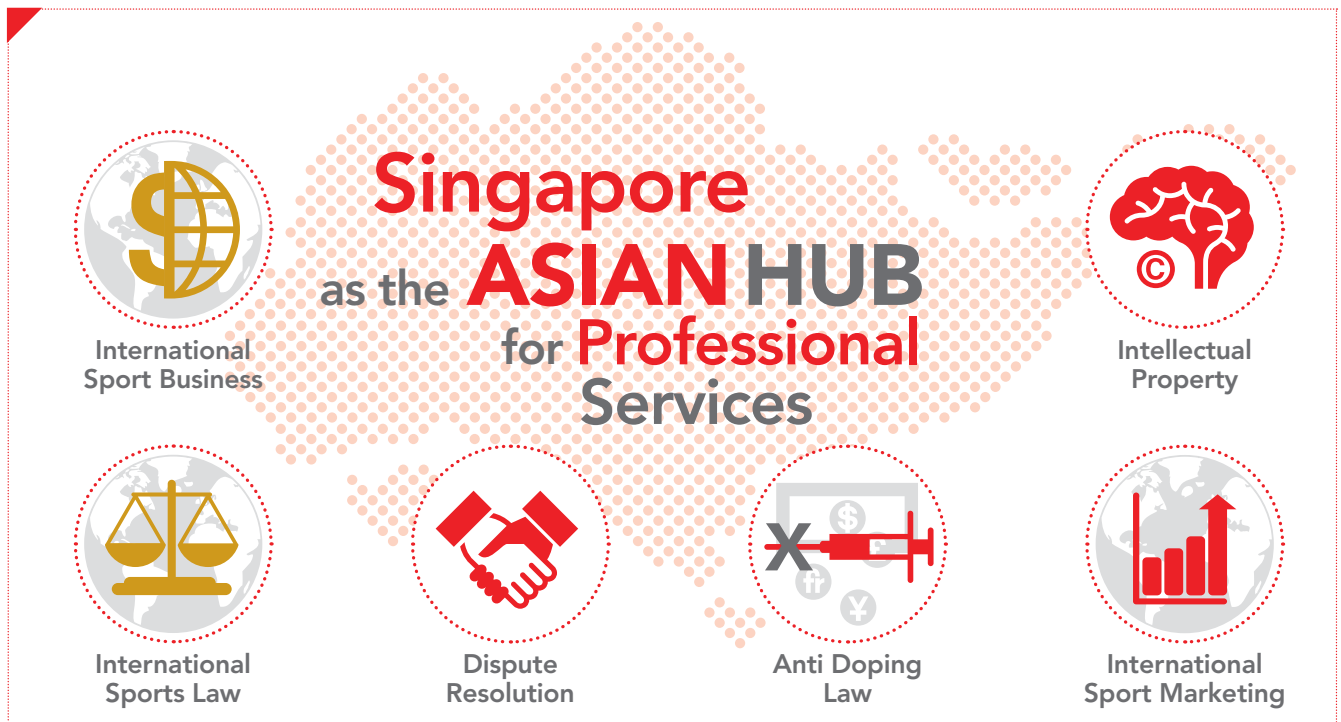 Singapore
as the ASIAN HUB
for Professional
Services
International
Sport Business
Intellectual
Property
International
Sports Law
Dispute
Resolution
Anti Doping
Law
International
Sport Marketing
$
©
X
$
€
Ft
¥